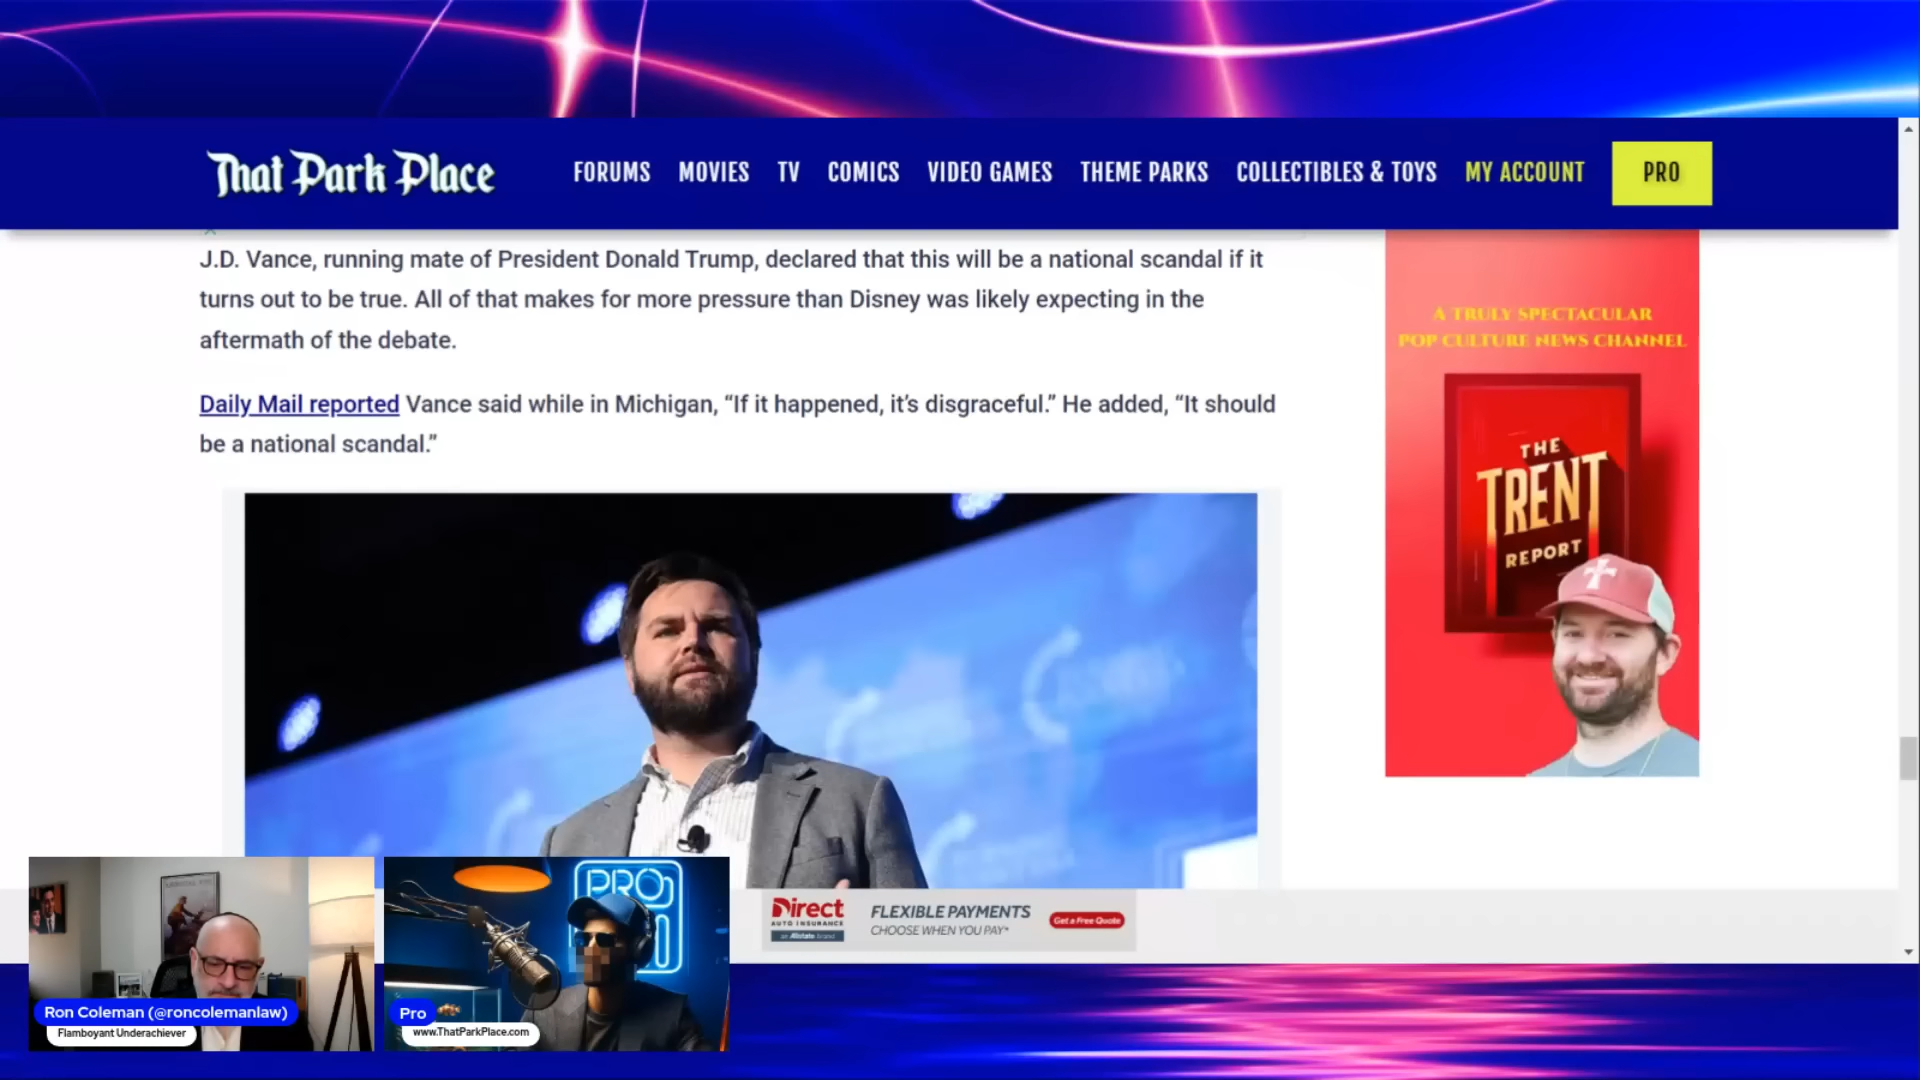 That Park Place
FORUMS MOVIES TV COMICS VIDEO GAMES THEME PARKS COLLECTIBLES & TOYS MY ACCOUNT PRO
J.D. Vance, running mate of President Donald Trump, declared that this will be a national scandal if it
turns out to be true. All of that makes for more pressure than Disney was likely expecting in the
aftermath of the debate.
Daily Mail reported Vance said while in Michigan, “If it happened, it’s disgraceful.” He added, “It should
be a national scandal.”
A TRULY SPECTACULAR
POP CULTURE NEWS CHANNEL
THE
TRENT
REPORT
Direct
AUTO INSURANCE
an Allstate brand
FLEXIBLE PAYMENTS
CHOOSE WHEN YOU PAY*
Get a Free Quote
PRO
Ron Coleman (@roncolemanlaw)
Flamboyant Underachiever
Pro
www.ThatParkPlace.com